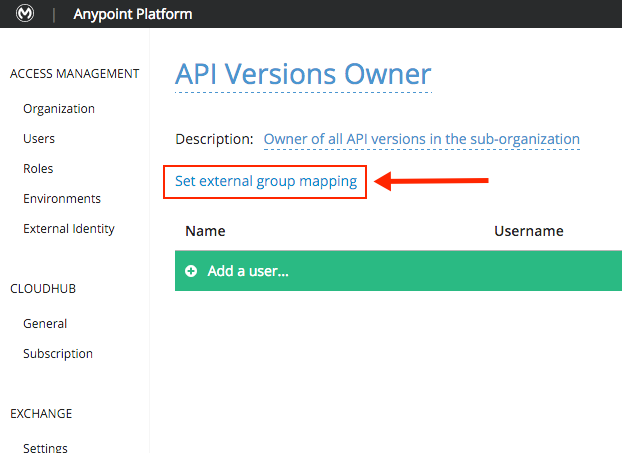 Anypoint Platform
ACCESS MANAGEMENT
Organization
Users
Roles
Environments
External Identity
CLOUDHUB
General
Subscription
EXCHANGE
Settings
API Versions Owner
Description: Owner of all API versions in the sub-organization
Set external group mapping
Name Username
Add a user...